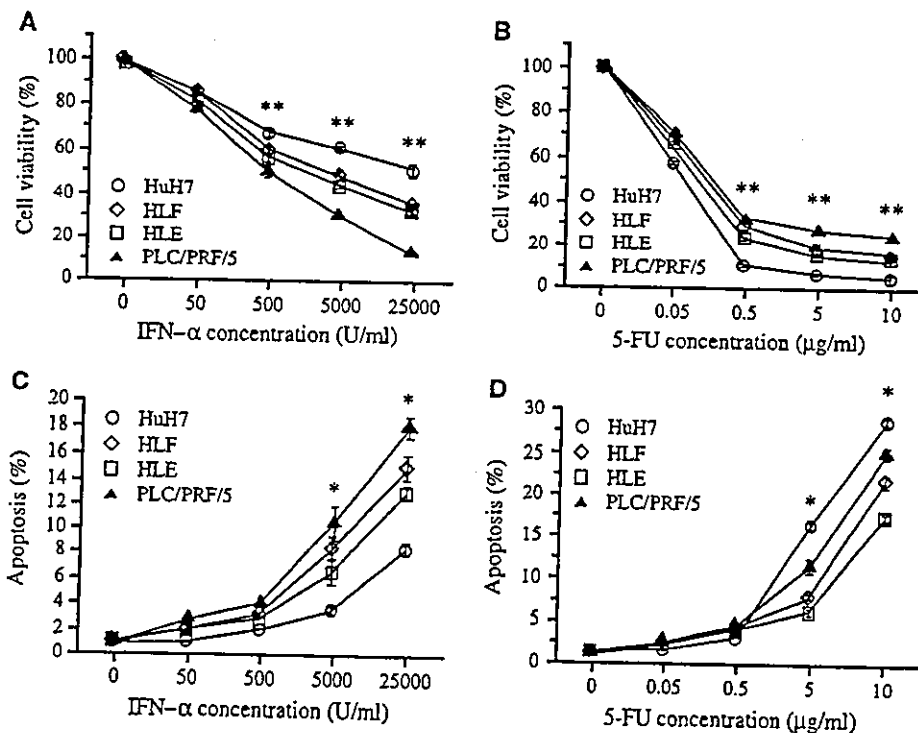 A
Cell viability (%)
100
80
60
40
20
0
** ** **
HuH7
HLF
HLE
PLC/PRF/5
0 50 500 5000 25000
IFN–α concentration (U/ml)
B
Cell viability (%)
100
80
60
40
20
0
** ** **
HuH7
HLF
HLE
PLC/PRF/5
0 0.05 0.5 5 10
5-FU concentration (μg/ml)
C
Apoptosis (%)
20
18
16
14
12
10
8
6
4
2
0
* *
HuH7
HLF
HLE
PLC/PRF/5
0 50 500 5000 25000
IFN–α concentration (U/ml)
D
Apoptosis (%)
30
25
20
15
10
5
0
* *
HuH7
HLF
HLE
PLC/PRF/5
0 0.05 0.5 5 10
5-FU concentration (μg/ml)